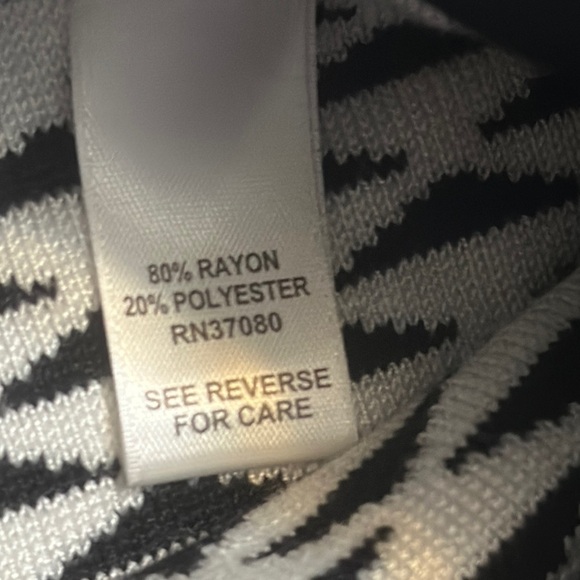 80% RAYON
20% POLYESTER
RN37080
SEE REVERSE
FOR CARE